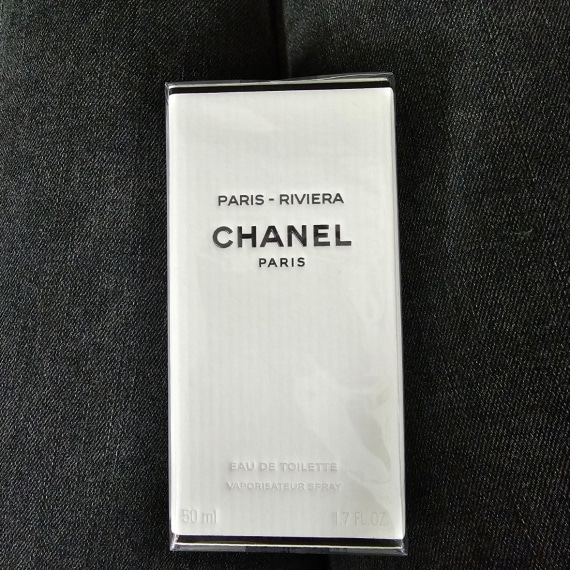 PARIS - RIVIERA
CHANEL
PARIS
EAU DE TOILETTE
VAPORISATEUR SPRAY
50 ml 1.7 FL.OZ.